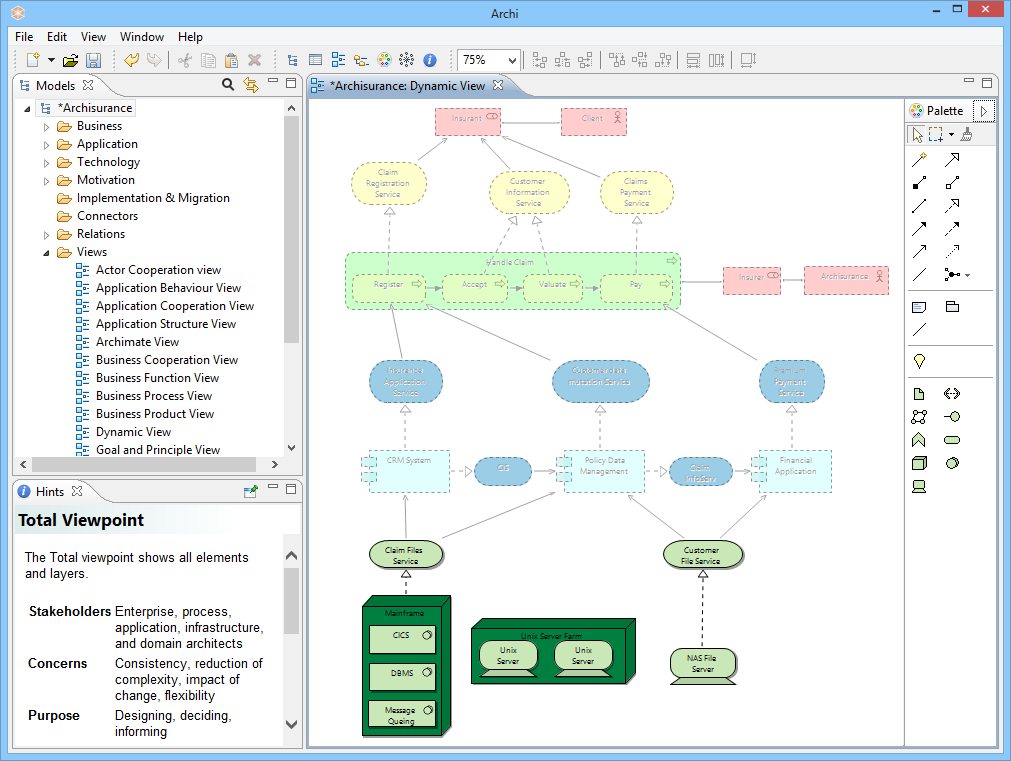 Archi
File Edit View Window Help
75%
Models
*Archisurance
Business
Application
Technology
Motivation
Implementation & Migration
Connectors
Relations
Views
Actor Cooperation view
Application Behaviour View
Application Cooperation View
Application Structure View
Archimate View
Business Cooperation View
Business Function View
Business Process View
Business Product View
Dynamic View
Goal and Principle View
Hints
Total Viewpoint
The Total viewpoint shows all elements
and layers.
Stakeholders Enterprise, process,
application, infrastructure,
and domain architects
Concerns Consistency, reduction of
complexity, impact of
change, flexibility
Purpose Designing, deciding,
informing
*Archisurance: Dynamic View
Insurant
Client
Claim
Registration
Service
Customer
Information
Service
Claims
Payment
Service
Handle Claim
Register
Accept
Valuate
Pay
Insurer
Archisurance
Insurance
Application
Service
Customer data
mutation Service
Premium
Payment
Service
CRM System
CIS
Policy Data
Management
Claim
InfoServ
Financial
Application
Claim Files
Service
Customer
File Service
Mainframe
CICS
DBMS
Message
Queing
Unix Server Farm
Unix
Server
Unix
Server
NAS File
Server
Palette